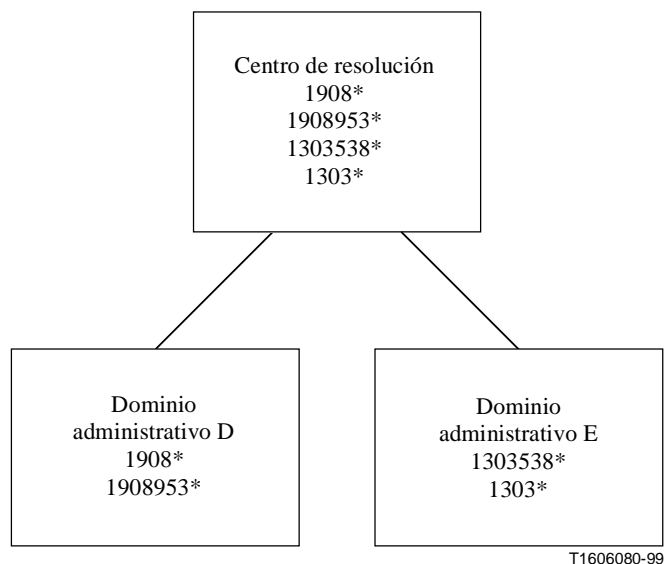 Centro de resolución
1908*
1908953*
1303538*
1303*
Dominio
administrativo D
1908*
1908953*
Dominio
administrativo E
1303538*
1303*
T1606080-99